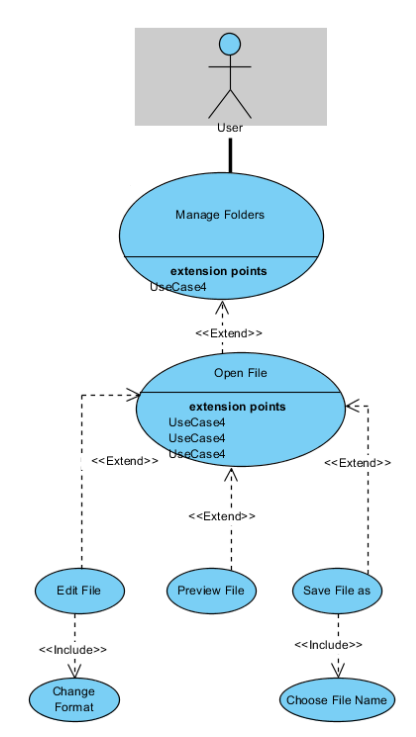 User
Manage Folders
extension points
UseCase4
<<Extend>>
Open File
extension points
UseCase4
UseCase4
UseCase4
<<Extend>>
<<Extend>>
<<Extend>>
Edit File
Preview File
Save File as
<<Include>>
<<Include>>
Change
Format
Choose File Name